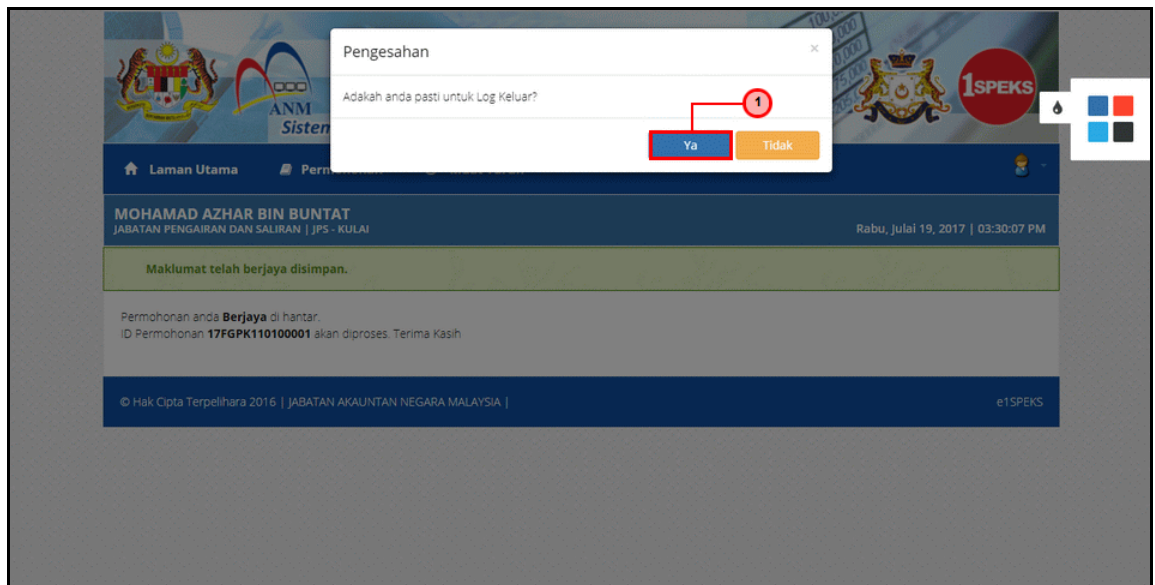 Pengesahan
×
Adakah anda pasti untuk Log Keluar?
1
Ya
Tidak
ANM
Sistem
1SPEKS
Laman Utama
MOHAMAD AZHAR BIN BUNTAT
JABATAN PENGAIRAN DAN SALIRAN | JPS - KULAI
Rabu, Julai 19, 2017 | 03:30:07 PM
Maklumat telah berjaya disimpan.
Permohonan anda Berjaya di hantar.
ID Permohonan 17FGPK110100001 akan diproses. Terima Kasih
© Hak Cipta Terpelihara 2016 | JABATAN AKAUNTAN NEGARA MALAYSIA |
e1SPEKS